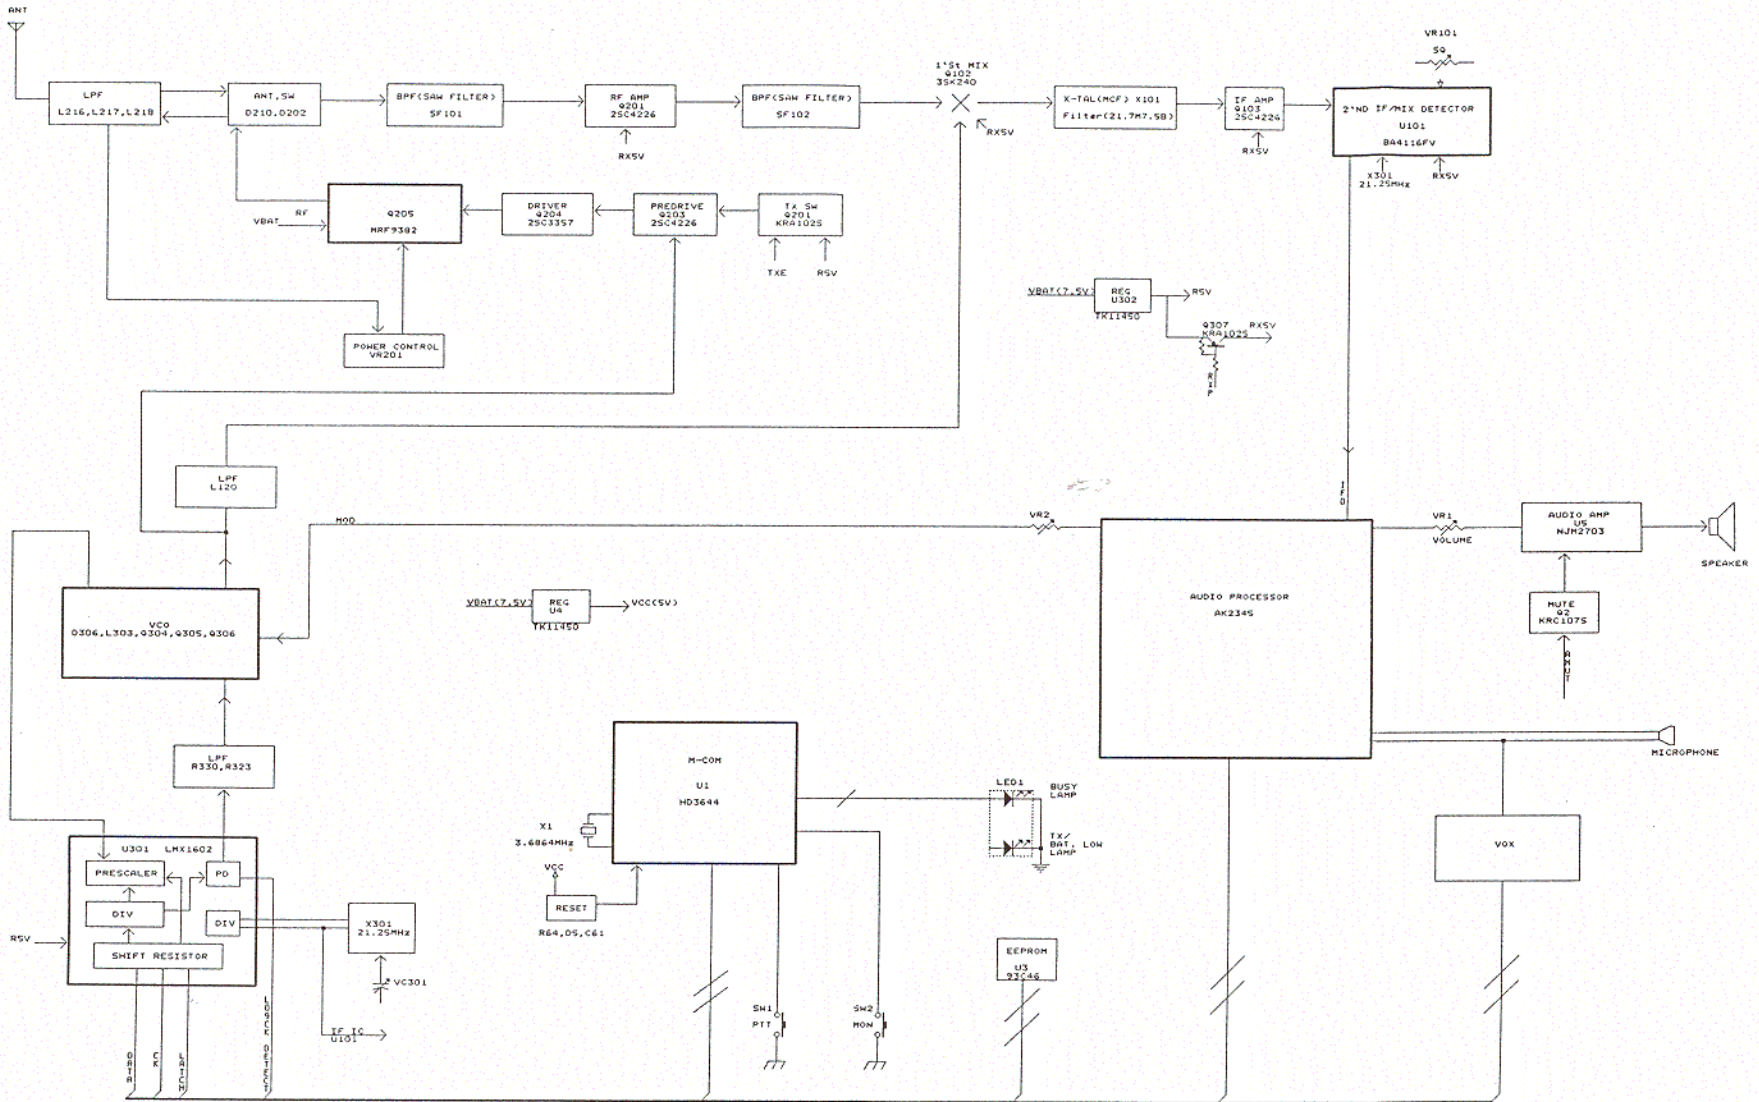 ANT
LPF
L216,L217,L218
ANT,SW
D210,D202
BPF(SAW FILTER)
SF101
RF AMP
Q201
2SC4226
RX5V
BPF(SAW FILTER)
SF102
1'St MIX
Q102
3SK240
RX5V
X-TAL(MCF) X101
Filter(21.7M7.5B)
IF AMP
Q103
2SC4226
RX5V
VR101
SQ
2'ND IF/MIX DETECTOR
U101
BA4116FV
X301
21.25MHz
RX5V
VBAT
RF
Q205
MRF9382
DRIVER
Q204
2SC3357
PREDRIVE
Q203
2SC4226
TX SW
Q201
KRA102S
TXE
R5V
POWER CONTROL
VR201
VBAT(7.5V)
REG
U302
TK11450
R5V
Q307
KRA102S
RX5V
LPF
L120
MOD
VR2
IFO
VR1
VOLUME
AUDIO AMP
U5
NJM2703
SPEAKER
VCO
D306,L303,Q304,Q305,Q306
VBAT(7.5V)
REG
U4
TK11450
VCC(5V)
AUDIO PROCESSOR
AK2345
MUTE
Q2
KRC107S
AMUT
LPF
R330,R323
M-COM
U1
HD3644
X1
3.6864MHz
VCC
RESET
R64,D5,C61
LED1
BUSY
LAMP
TX/
BAT. LOW
LAMP
MICROPHONE
VOX
U301 LMX1602
PRESCALER
PD
DIV
DIV
SHIFT RESISTOR
R5V
X301
21.25MHz
VC301
IF IC
U101
EEPROM
U3
93C46
SW1
PTT
SW2
MON
DATA
CK
LATCH